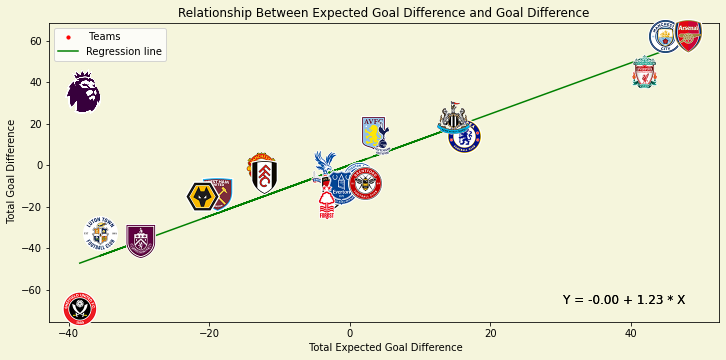 Relationship Between Expected Goal Difference and Goal Difference
Teams
Regression line
Total Goal Difference
60
40
20
0
−20
−40
−60
Arsenal
AVFC
Everton
LUTON TOWN
FOOTBALL CLUB
Y = -0.00 + 1.23 * X
−40
−20
0
20
40
Total Expected Goal Difference